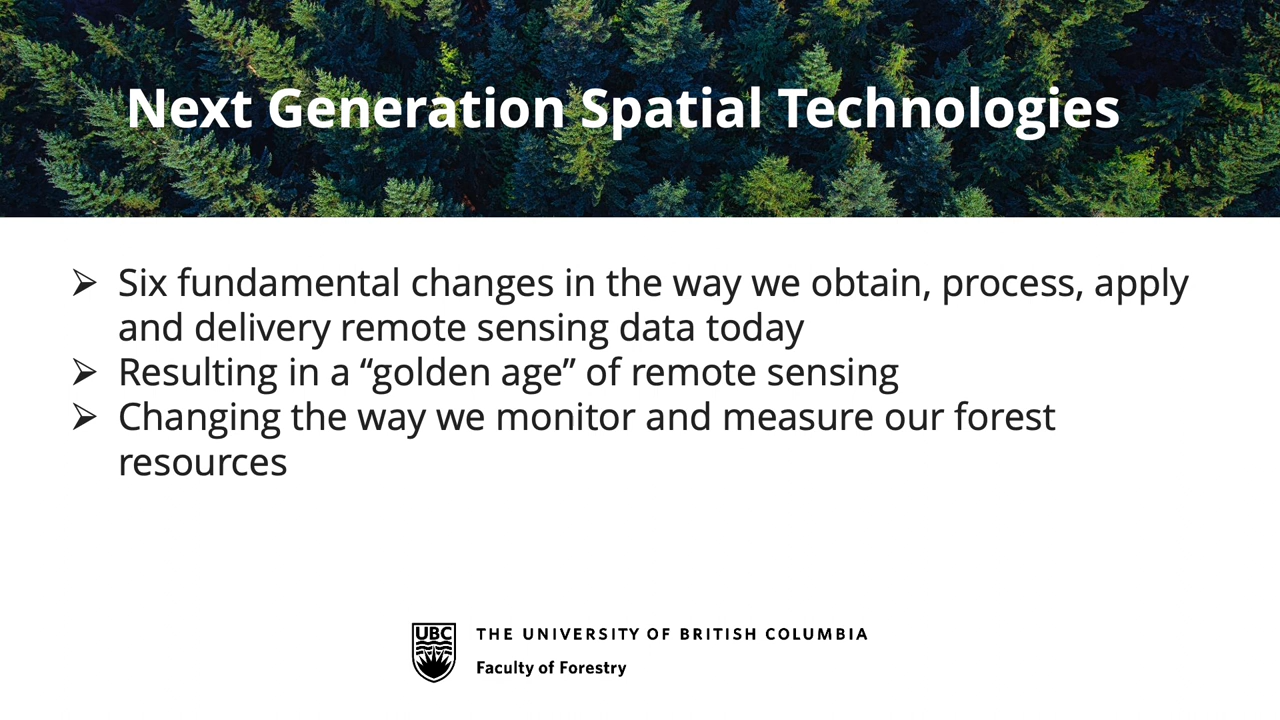 Next Generation Spatial Technologies
➢ Six fundamental changes in the way we obtain, process, apply
and delivery remote sensing data today
➢ Resulting in a “golden age” of remote sensing
➢ Changing the way we monitor and measure our forest
resources
UBC
THE UNIVERSITY OF BRITISH COLUMBIA
Faculty of Forestry